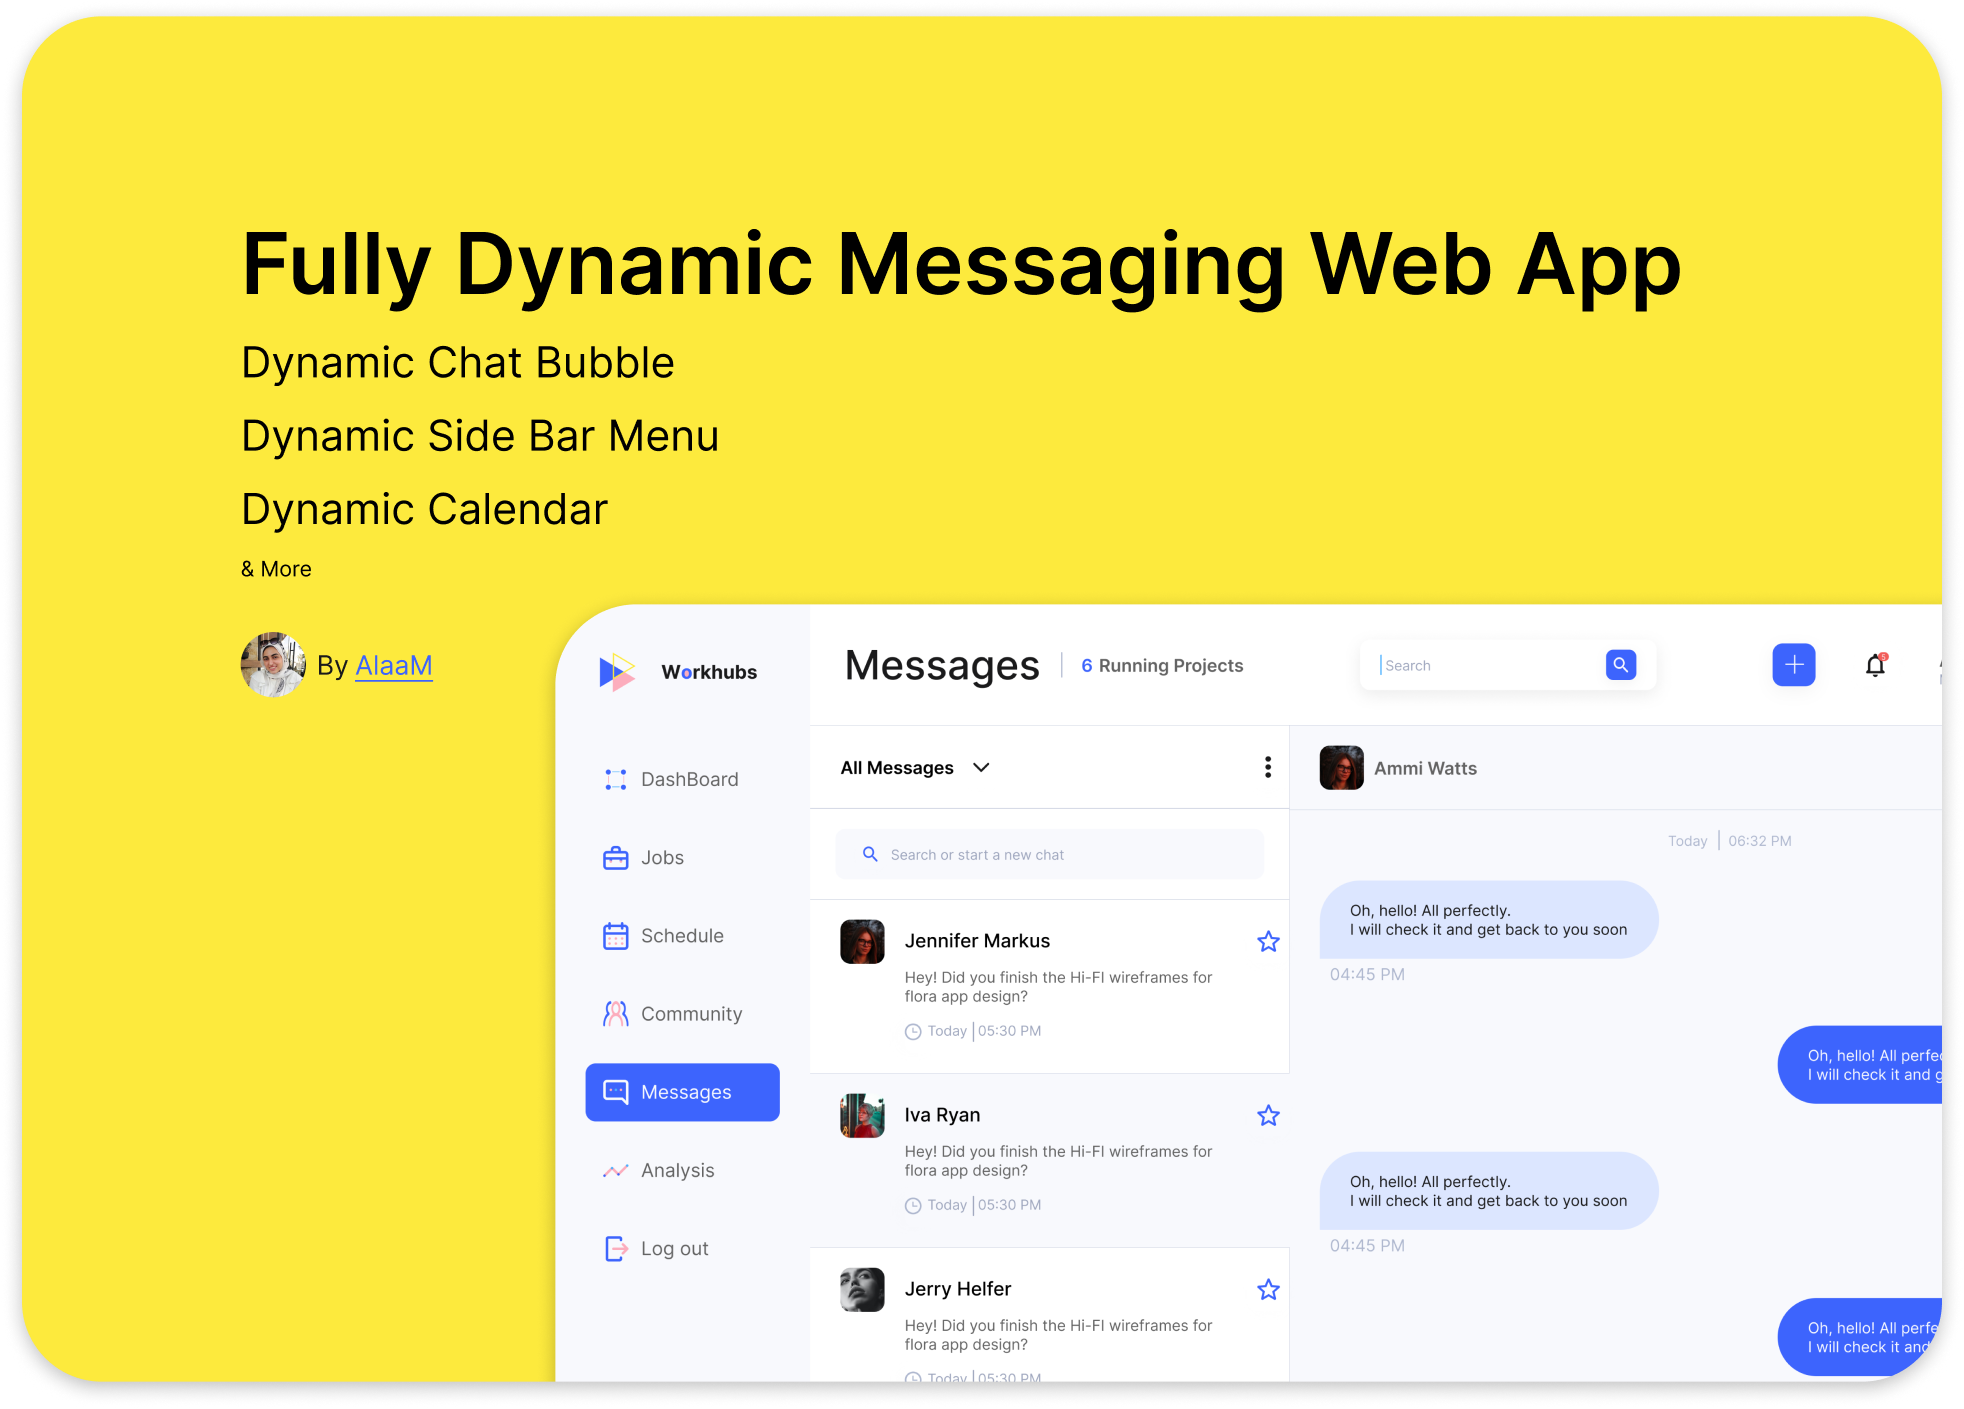 Fully Dynamic Messaging Web App
Dynamic Chat Bubble
Dynamic Side Bar Menu
Dynamic Calendar
& More
By AlaaM
Workhubs
DashBoard
Jobs
Schedule
Community
Messages
Analysis
Log out
Messages
6 Running Projects
Search
5
All Messages
Search or start a new chat
Jennifer Markus
Hey! Did you finish the Hi-FI wireframes for
flora app design?
Today | 05:30 PM
Iva Ryan
Hey! Did you finish the Hi-FI wireframes for
flora app design?
Today | 05:30 PM
Jerry Helfer
Hey! Did you finish the Hi-FI wireframes for
flora app design?
Today | 05:30 PM
Ammi Watts
Today | 06:32 PM
Oh, hello! All perfectly.
I will check it and get back to you soon
04:45 PM
Oh, hello! All perfe
I will check it and g
Oh, hello! All perfectly.
I will check it and get back to you soon
04:45 PM
Oh, hello! All perfe
I will check it and